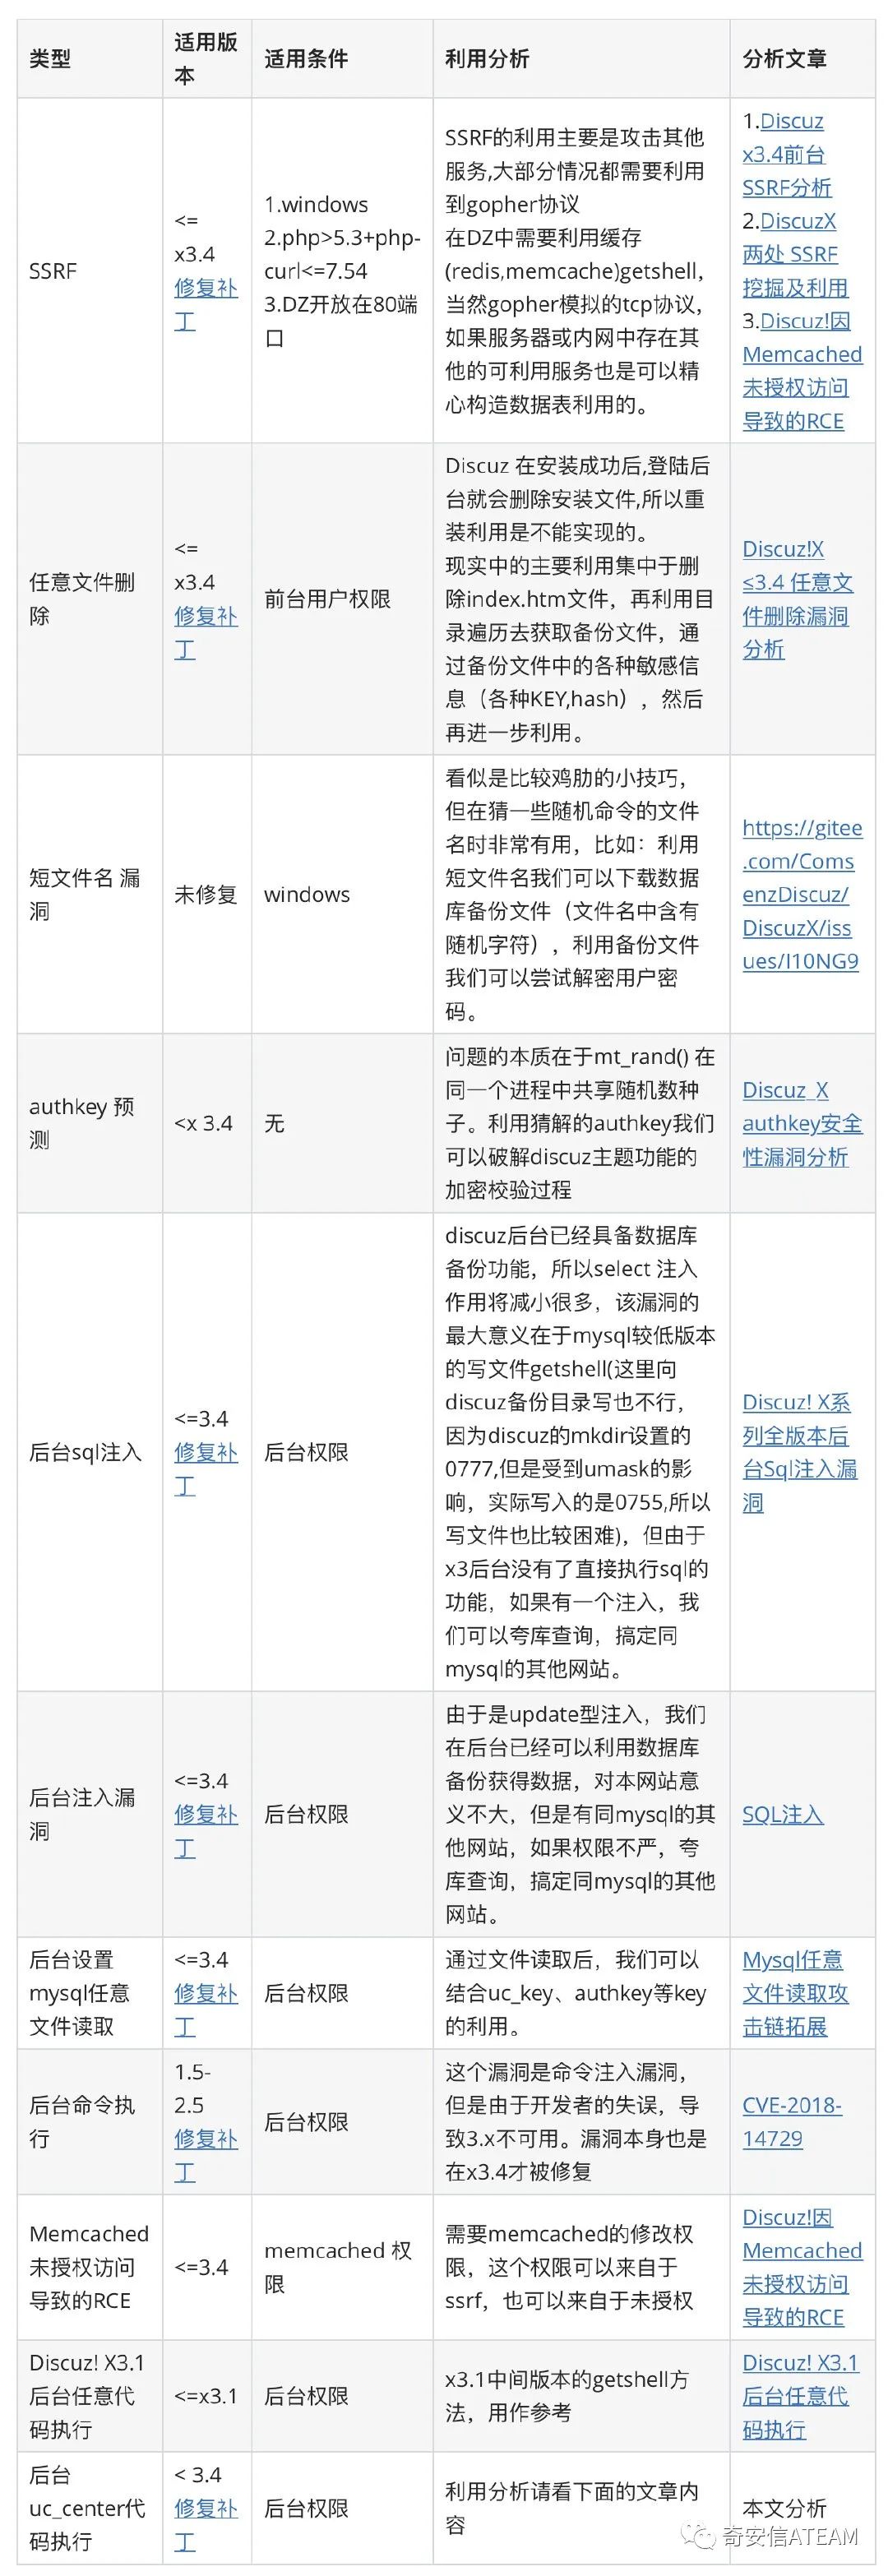 类型
适用版
本
适用条件
利用分析
分析文章
SSRF
<=
x3.4
修复补
丁
1.windows
2.php>5.3+php-
curl<=7.54
3.DZ开放在80端
口
SSRF的利用主要是攻击其他
服务,大部分情况都需要利用
到gopher协议
在DZ中需要利用缓存
(redis,memcache)getshell,
当然gopher模拟的tcp协议,
如果服务器或内网中存在其
他的可利用服务也是可以精
心构造数据表利用的。
1.Discuz
x3.4前台
SSRF分析
2.DiscuzX
两处 SSRF
挖掘及利用
3.Discuz!因
Memcached
未授权访问
导致的RCE
任意文件删
除
<=
x3.4
修复补
丁
前台用户权限
Discuz 在安装成功后,登陆后
台就会删除安装文件,所以重
装利用是不能实现的。
现实中的主要利用集中于删
除index.htm文件，再利用目
录遍历去获取备份文件，通
过备份文件中的各种敏感信
息（各种KEY,hash），然后
再进一步利用。
Discuz!X
≤3.4 任意文
件删除漏洞
分析
短文件名 漏
洞
未修复
windows
看似是比较鸡肋的小技巧，
但在猜一些随机命令的文件
名时非常有用，比如：利用
短文件名我们可以下载数据
库备份文件（文件名中含有
随机字符），利用备份文件
我们可以尝试解密用户密
码。
https://gitee
.com/Coms
enzDiscuz/
DiscuzX/iss
ues/I10NG9
authkey 预
测
<x 3.4
无
问题的本质在于mt_rand() 在
同一个进程中共享随机数种
子。利用猜解的authkey我们
可以破解discuz主题功能的
加密校验过程
Discuz_X
authkey安全
性漏洞分析
后台sql注入
<=3.4
修复补
丁
后台权限
discuz后台已经具备数据库
备份功能，所以select 注入
作用将减小很多，该漏洞的
最大意义在于mysql较低版本
的写文件getshell(这里向
discuz备份目录写也不行，
因为discuz的mkdir设置的
0777,但是受到umask的影
响，实际写入的是0755,所以
写文件也比较困难)，但由于
x3后台没有了直接执行sql的
功能，如果有一个注入，我
们可以夸库查询，搞定同
mysql的其他网站。
Discuz! X系
列全版本后
台Sql注入漏
洞
后台注入漏
洞
<=3.4
修复补
丁
后台权限
由于是update型注入，我们
在后台已经可以利用数据库
备份获得数据，对本网站意
义不大，但是有同mysql的其
他网站，如果权限不严，夸
库查询，搞定同mysql的其他
网站。
SQL注入
后台设置
mysql任意
文件读取
<=3.4
修复补
丁
后台权限
通过文件读取后，我们可以
结合uc_key、authkey等key
的利用。
Mysql任意
文件读取攻
击链拓展
后台命令执
行
1.5-
2.5
修复补
丁
后台权限
这个漏洞是命令注入漏洞，
但是由于开发者的失误，导
致3.x不可用。漏洞本身也是
在x3.4才被修复
CVE-2018-
14729
Memcached
未授权访问
导致的RCE
<=3.4
memcached 权
限
需要memcached的修改权
限，这个权限可以来自于
ssrf，也可以来自于未授权
Discuz!因
Memcached
未授权访问
导致的RCE
Discuz! X3.1
后台任意代
码执行
<=x3.1
后台权限
x3.1中间版本的getshell方
法，用作参考
Discuz! X3.1
后台任意代
码执行
后台
uc_center代
码执行
< 3.4
修复补
丁
后台权限
利用分析请看下面的文章内
容
本文分析
奇安信ATEAM